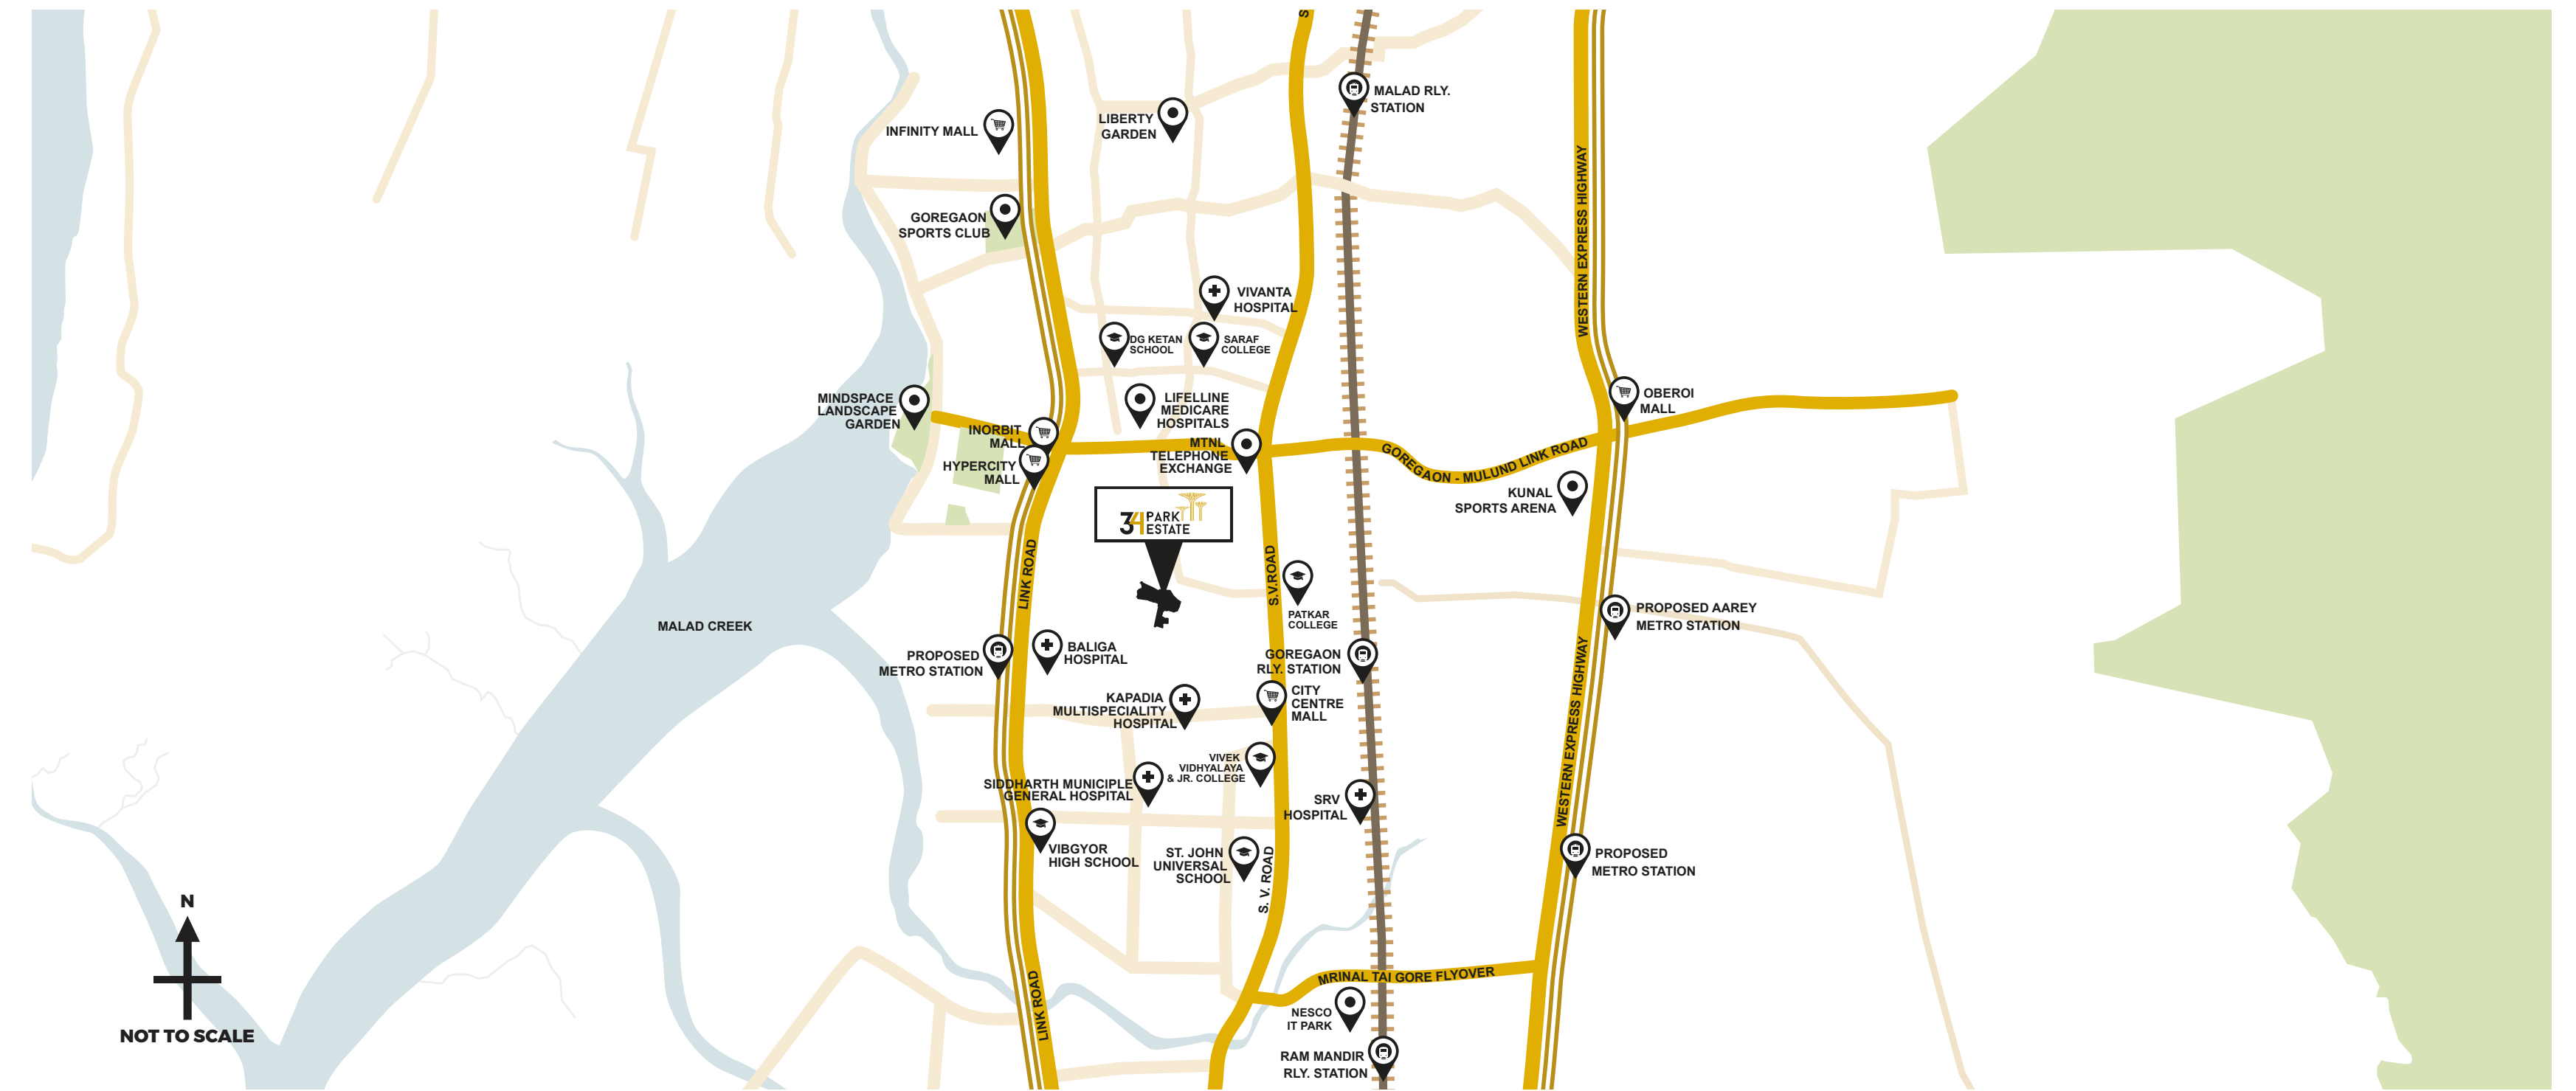 S
MALAD RLY.
STATION
INFINITY MALL
LIBERTY
GARDEN
WESTERN EXPRESS HIGHWAY
GOREGAON
SPORTS CLUB
VIVANTA
HOSPITAL
DG KETAN
SCHOOL
SARAF
COLLEGE
MINDSPACE
LANDSCAPE
GARDEN
LIFELLINE
MEDICARE
HOSPITALS
OBEROI
MALL
INORBIT
MALL
MTNL
TELEPHONE
EXCHANGE
GOREGAON - MULUND LINK ROAD
HYPERCITY
MALL
KUNAL
SPORTS ARENA
34 PARK
ESTATE
LINK ROAD
S.V.ROAD
PATKAR
COLLEGE
PROPOSED AAREY
METRO STATION
MALAD CREEK
PROPOSED
METRO STATION
BALIGA
HOSPITAL
GOREGAON
RLY. STATION
WESTERN EXPRESS HIGHWAY
KAPADIA
MULTISPECIALITY
HOSPITAL
CITY
CENTRE
MALL
VIVEK
VIDHYALAYA
& JR. COLLEGE
SIDDHARTH MUNICIPLE
GENERAL HOSPITAL
SRV
HOSPITAL
VIBGYOR
HIGH SCHOOL
ST. JOHN
UNIVERSAL
SCHOOL
S. V. ROAD
PROPOSED
METRO STATION
N
NOT TO SCALE
LINK ROAD
MRINAL TAI GORE FLYOVER
NESCO
IT PARK
RAM MANDIR
RLY. STATION